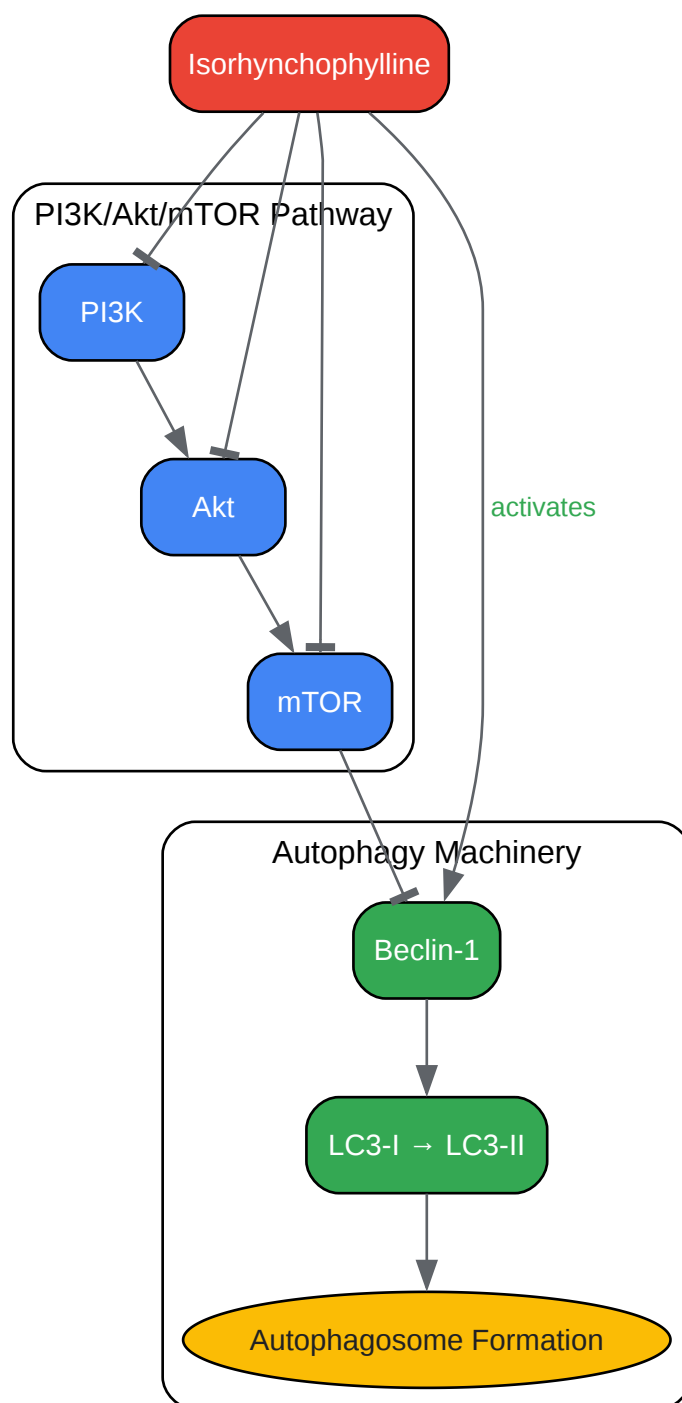 Isorhynchophylline
PI3K/Akt/mTOR Pathway
PI3K
Akt
activates
mTOR
Autophagy Machinery
Beclin-1
LC3-I → LC3-II
Autophagosome Formation